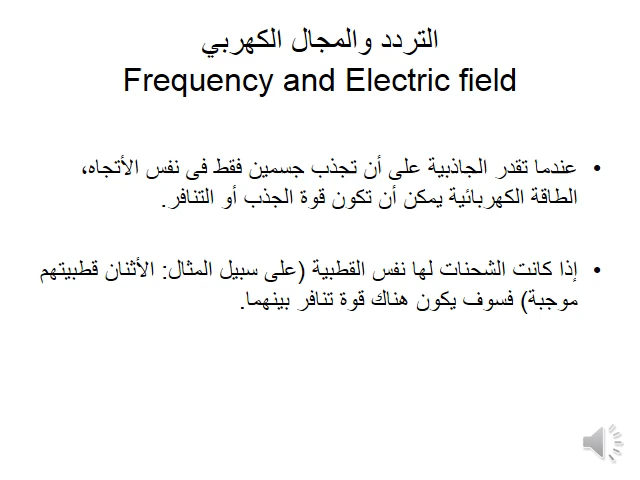 التردد والمجال الكهربي
Frequency and Electric field
• عندما تقدر الجاذبية على أن تجذب جسمين فقط فى نفس الأتجاه،
الطاقة الكهربائية يمكن أن تكون قوة الجذب أو التنافر.
• إذا كانت الشحنات لها نفس القطبية (على سبيل المثال: الأثنان قطبيتهم
موجبة) فسوف يكون هناك قوة تنافر بينهما.